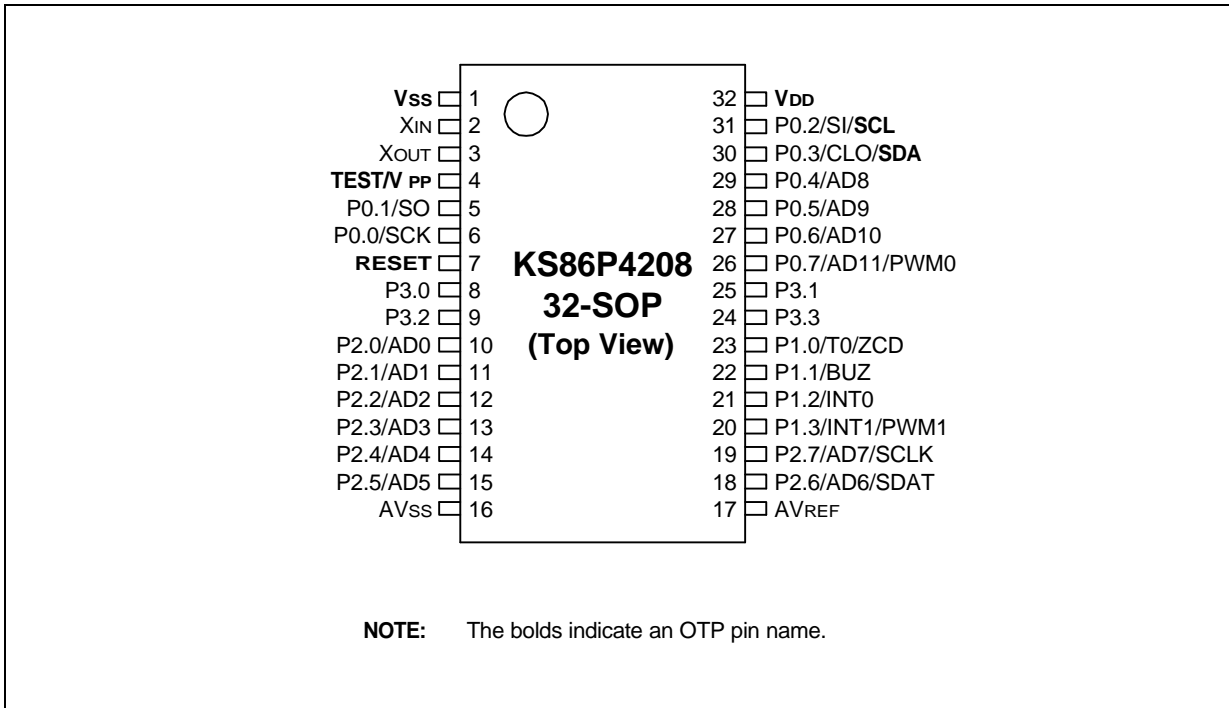 VSS 1
XIN 2
XOUT 3
TEST/V PP 4
P0.1/SO 5
P0.0/SCK 6
RESET 7
P3.0 8
P3.2 9
P2.0/AD0 10
P2.1/AD1 11
P2.2/AD2 12
P2.3/AD3 13
P2.4/AD4 14
P2.5/AD5 15
AVSS 16
KS86P4208
32-SOP
(Top View)
32 VDD
31 P0.2/SI/SCL
30 P0.3/CLO/SDA
29 P0.4/AD8
28 P0.5/AD9
27 P0.6/AD10
26 P0.7/AD11/PWM0
25 P3.1
24 P3.3
23 P1.0/T0/ZCD
22 P1.1/BUZ
21 P1.2/INT0
20 P1.3/INT1/PWM1
19 P2.7/AD7/SCLK
18 P2.6/AD6/SDAT
17 AVREF
NOTE: The bolds indicate an OTP pin name.